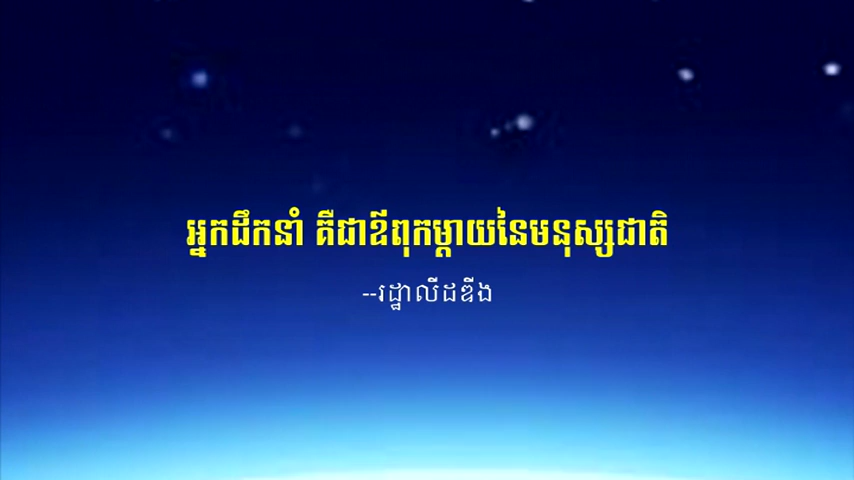 អ្នកដឹកនាំ គឺជាឪពុកម្ដាយនៃមនុស្សជាតិ
--រដ្ឋាលីដឌីង